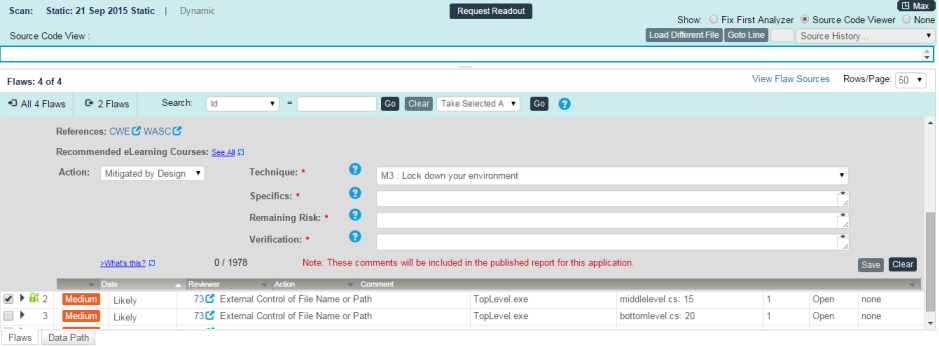 Scan: Static: 21 Sep 2015 Static | Dynamic
Request Readout
Max
Show: Fix First Analyzer Source Code Viewer None
Source Code View :
Load Different File Goto Line Source History...
Flaws: 4 of 4
View Flaw Sources Rows/Page: 50
All 4 Flaws 2 Flaws Search: Id = Go Clear Take Selected A Go ?
References: CWE WASC
Recommended eLearning Courses: See All
Action: Mitigated by Design Technique: * ? M3 : Lock down your environment
Specifics: * ?
Remaining Risk: * ?
Verification: * ?
>What's this? 0 / 1978 Note: These comments will be included in the published report for this application. Save Clear
Date Reviewer Action Comment
2 Medium Likely 73 External Control of File Name or Path TopLevel.exe middlelevel.cs: 15 1 Open none
3 Medium Likely 73 External Control of File Name or Path TopLevel.exe bottomlevel.cs: 20 1 Open none
Flaws Data Path